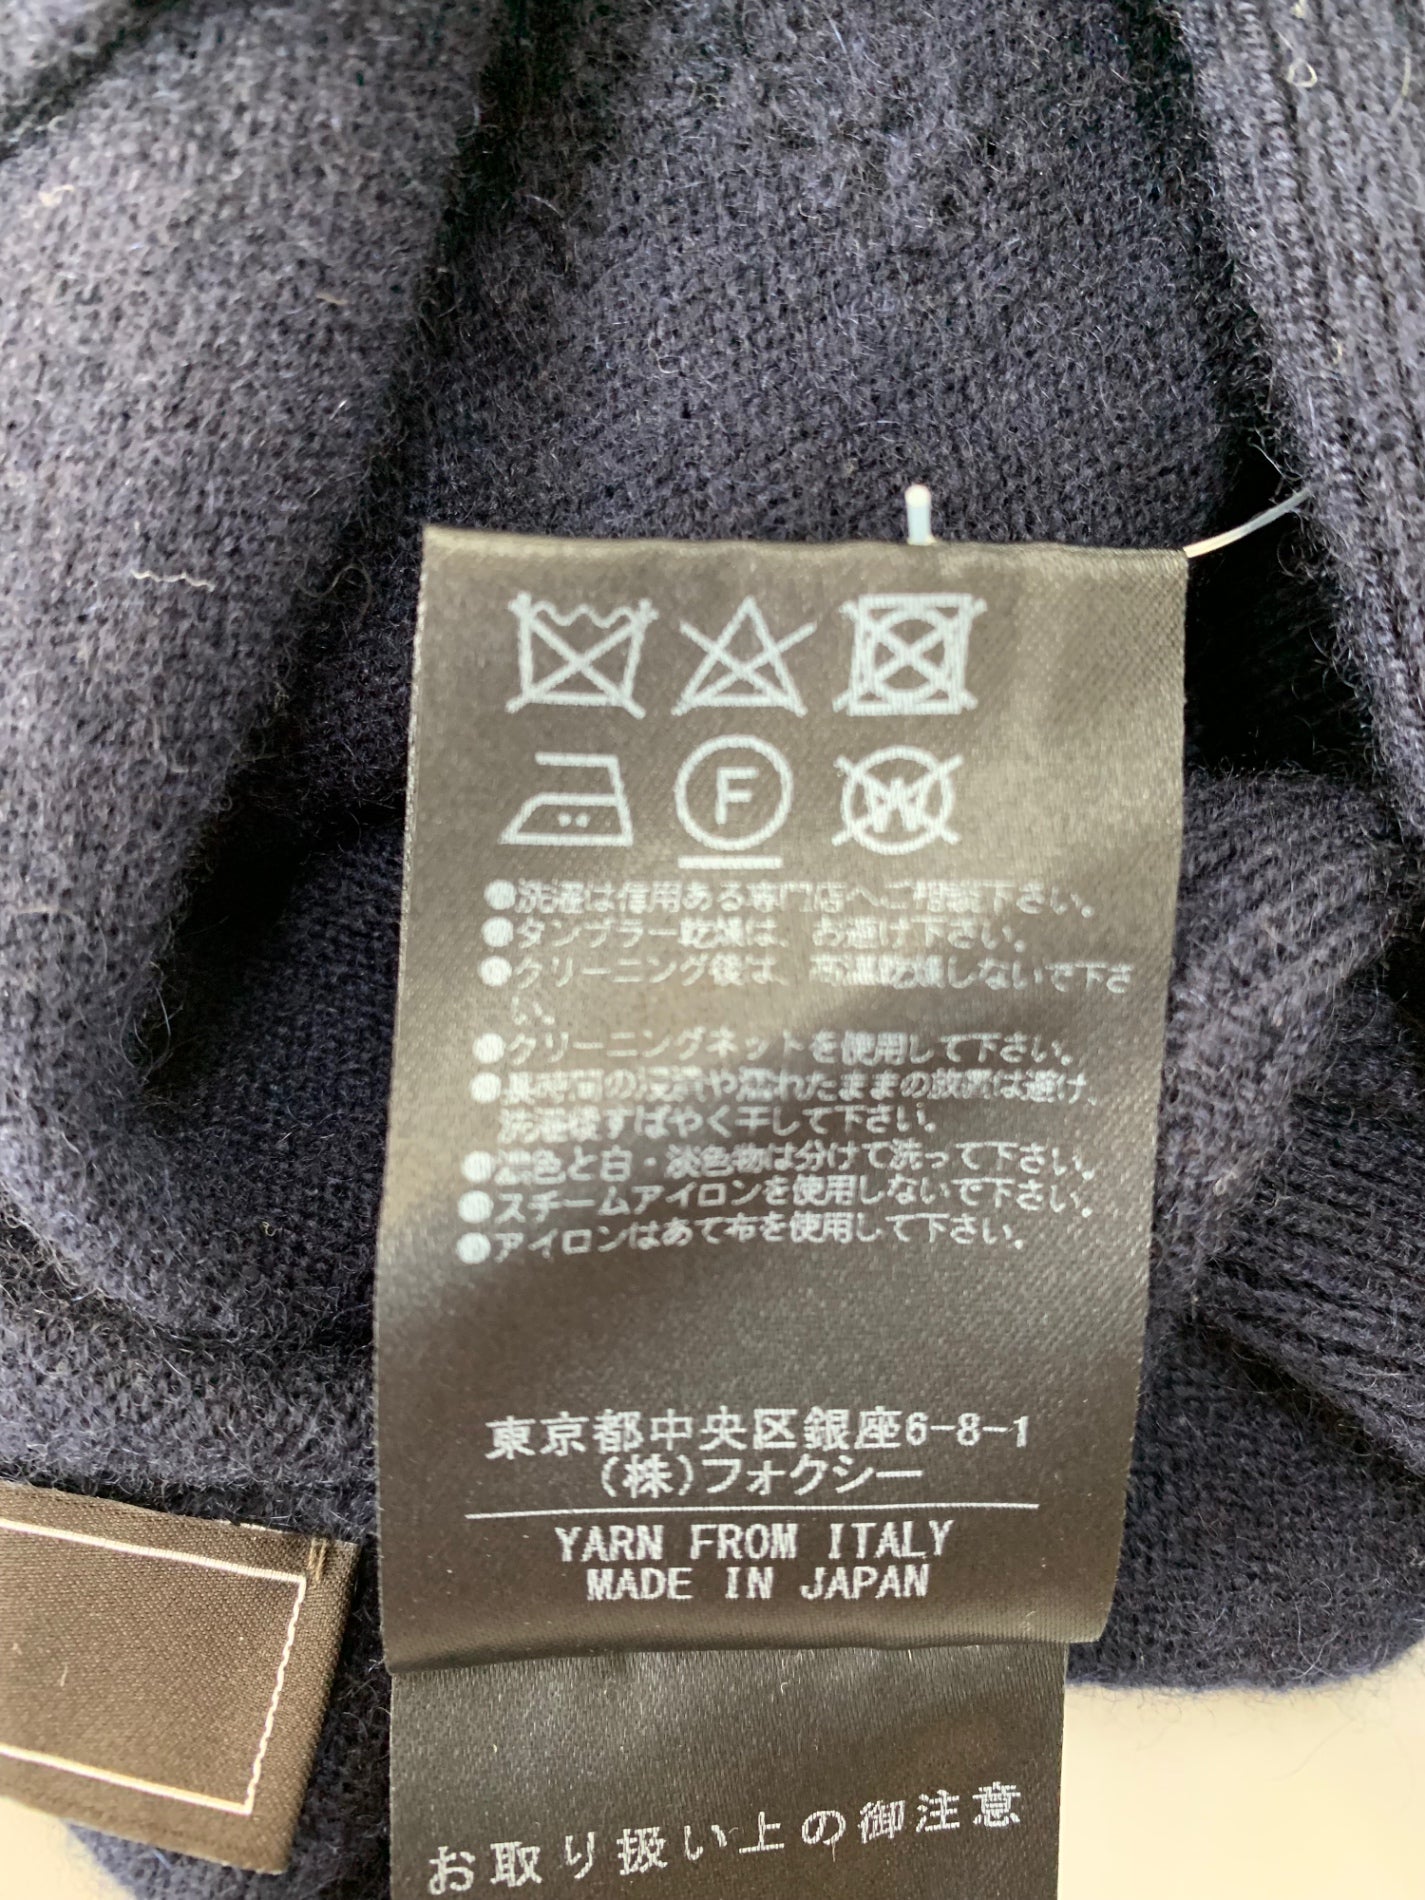 F
W
●洗濯は信用ある専門店へご相談下さい。
●タンブラー乾燥は、お避け下さい。
●クリーニング後は、高温乾燥しないで下さ
い。
●クリーニングネットを使用して下さい。
●長時間の浸漬や濡れたままの放置は避け、
洗濯後すばやく干して下さい。
●濃色と白・淡色物は分けて洗って下さい。
●スチームアイロンを使用しないで下さい。
●アイロンはあて布を使用して下さい。
東京都中央区銀座6-8-1
(株)フォクシー
YARN FROM ITALY
MADE IN JAPAN
お取り扱い上の御注意